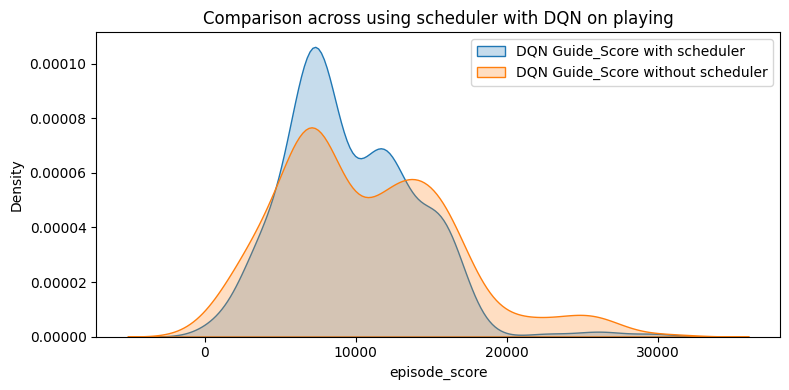 Comparison across using scheduler with DQN on playing
DQN Guide_Score with scheduler
DQN Guide_Score without scheduler
0.00010
0.00008
0.00006
0.00004
0.00002
0.00000
Density
0 10000 20000 30000
episode_score